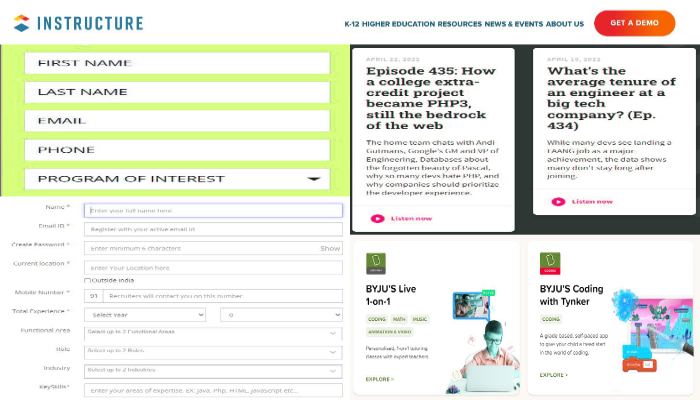 INSTRUCTURE
K-12 HIGHER EDUCATION RESOURCES NEWS & EVENTS ABOUT US
GET A DEMO
FIRST NAME
LAST NAME
EMAIL
PHONE
PROGRAM OF INTEREST
APRIL 22, 2022
Episode 435: How
a college extra-
credit project
became PHP3,
still the bedrock
of the web
The home team chats with Andi
Gutmans, Google's GM and VP of
Engineering, Databases about
the forgotten beauty of Pascal,
why so many devs hate PHP, and
why companies should prioritize
the developer experience.
Listen now
APRIL 19, 2022
What's the
average tenure of
an engineer at a
big tech
company? (Ep.
434)
While many devs see landing a
FAANG job as a major
achievement, the data shows
many don't stay long after
joining.
Listen now
Name *
Enter your full name here
Email ID *
Register with your active email id
Create Password *
Enter minimum 6 characters
Show
Current location *
Enter Your Location here
Outside India
Mobile Number *
91
Recruiters will contact you on this number
Total Experience *
Select Year
0
Functional Area
Select up to 2 Functional Areas
Role
Select up to 2 Roles
Industry
Select up to 2 Industries
KeySkills*
Enter your areas of expertise, EX: Java, Php, HTML, JavaScript etc...
BYJU'S Live
1-on-1
CODING MATH MUSIC
ANIMATION & VIDEO
Personalised, 1-on-1 tutoring
classes with expert teachers.
EXPLORE >
CODING
BYJU'S Coding
with Tynker
CODING
A grade based, self-paced app
to give your child a head start
in the world of coding.
EXPLORE >